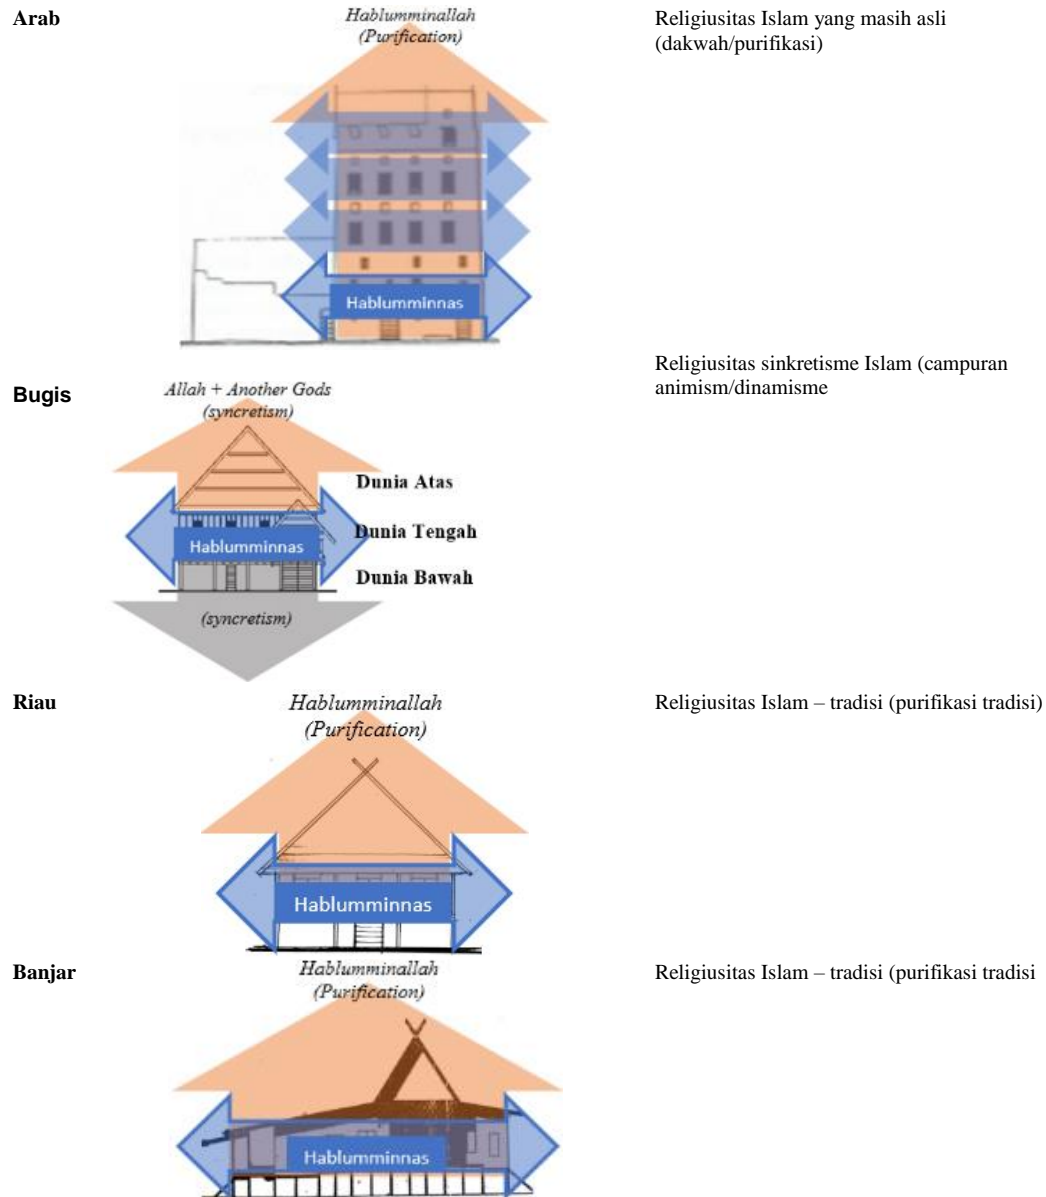 Arab
Hablumminallah
(Purification)
Religiusitas Islam yang masih asli
(dakwah/purifikasi)
Hablumminnas
Bugis
Allah + Another Gods
(syncretism)
Religiusitas sinkretisme Islam (campuran
animism/dinamisme
Dunia Atas
Dunia Tengah
Hablumminnas
Dunia Bawah
(syncretism)
Riau
Hablumminallah
(Purification)
Religiusitas Islam – tradisi (purifikasi tradisi)
Hablumminnas
Banjar
Hablumminallah
(Purification)
Religiusitas Islam – tradisi (purifikasi tradisi
Hablumminnas